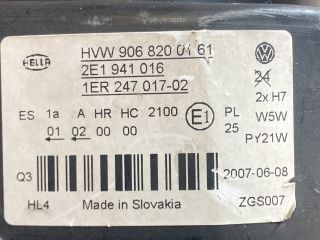 HELLA
HVW 906 820 01 61
2E1 941 016
1ER 247 017-02
24
2x H7
ES 1a A HR HC 2100 E1 PL W5W
01 02 00 00 25 PY21W
Q3
2007-06-08
HL4 Made in Slovakia ZGS007